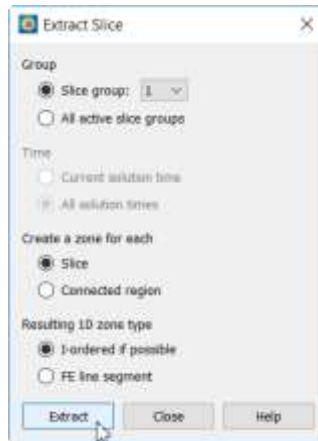 Extract Slice
Group
Slice group: 1
All active slice groups
Time
Current solution time
All solution times
Create a zone for each
Slice
Connected region
Resulting 1D zone type
I-ordered if possible
FE line segment
Extract Close Help